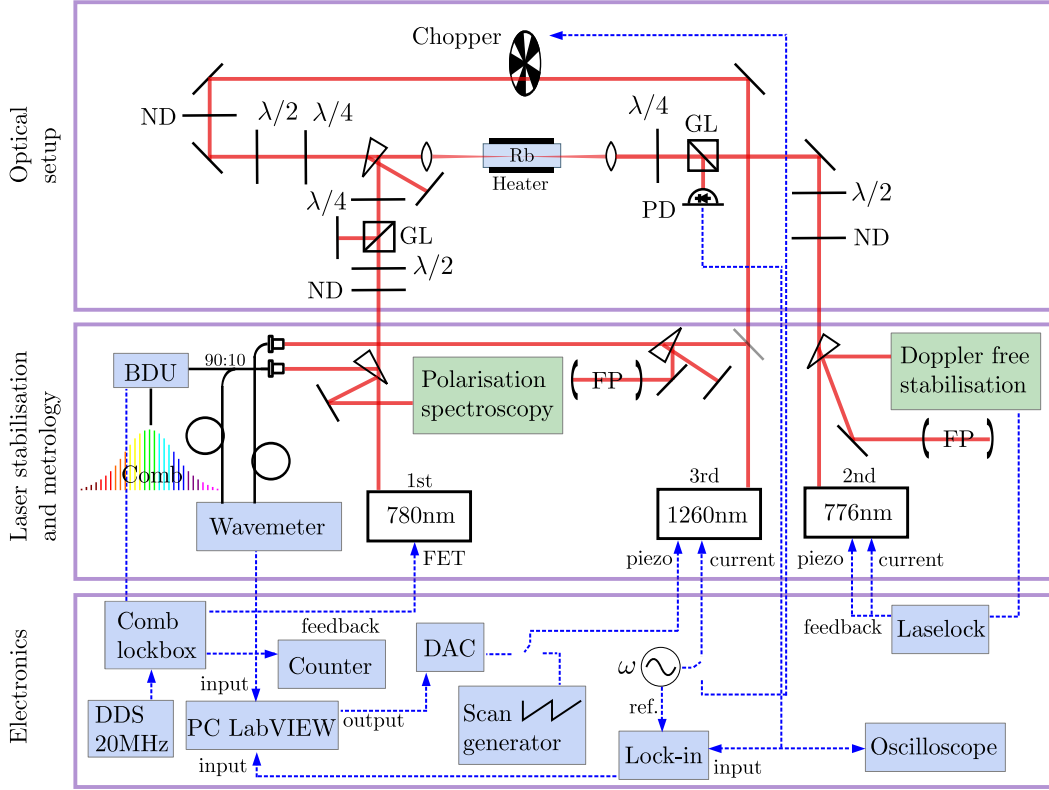 Optical
setup
Chopper
ND
λ/2
λ/4
λ/4
GL
Rb
Heater
λ/4
PD
λ/2
GL
ND
λ/2
ND
Laser stabilisation
and metrology
90:10
BDU
Comb
Polarisation
spectroscopy
FP
Doppler free
stabilisation
FP
Wavemeter
1st
780nm
FET
3rd
1260nm
piezo
current
2nd
776nm
piezo
current
Electronics
Comb
lockbox
feedback
Counter
DAC
feedback
Laselock
input
DDS
20MHz
PC LabVIEW
output
Scan
generator
ω
ref.
Lock-in
input
input
Oscilloscope